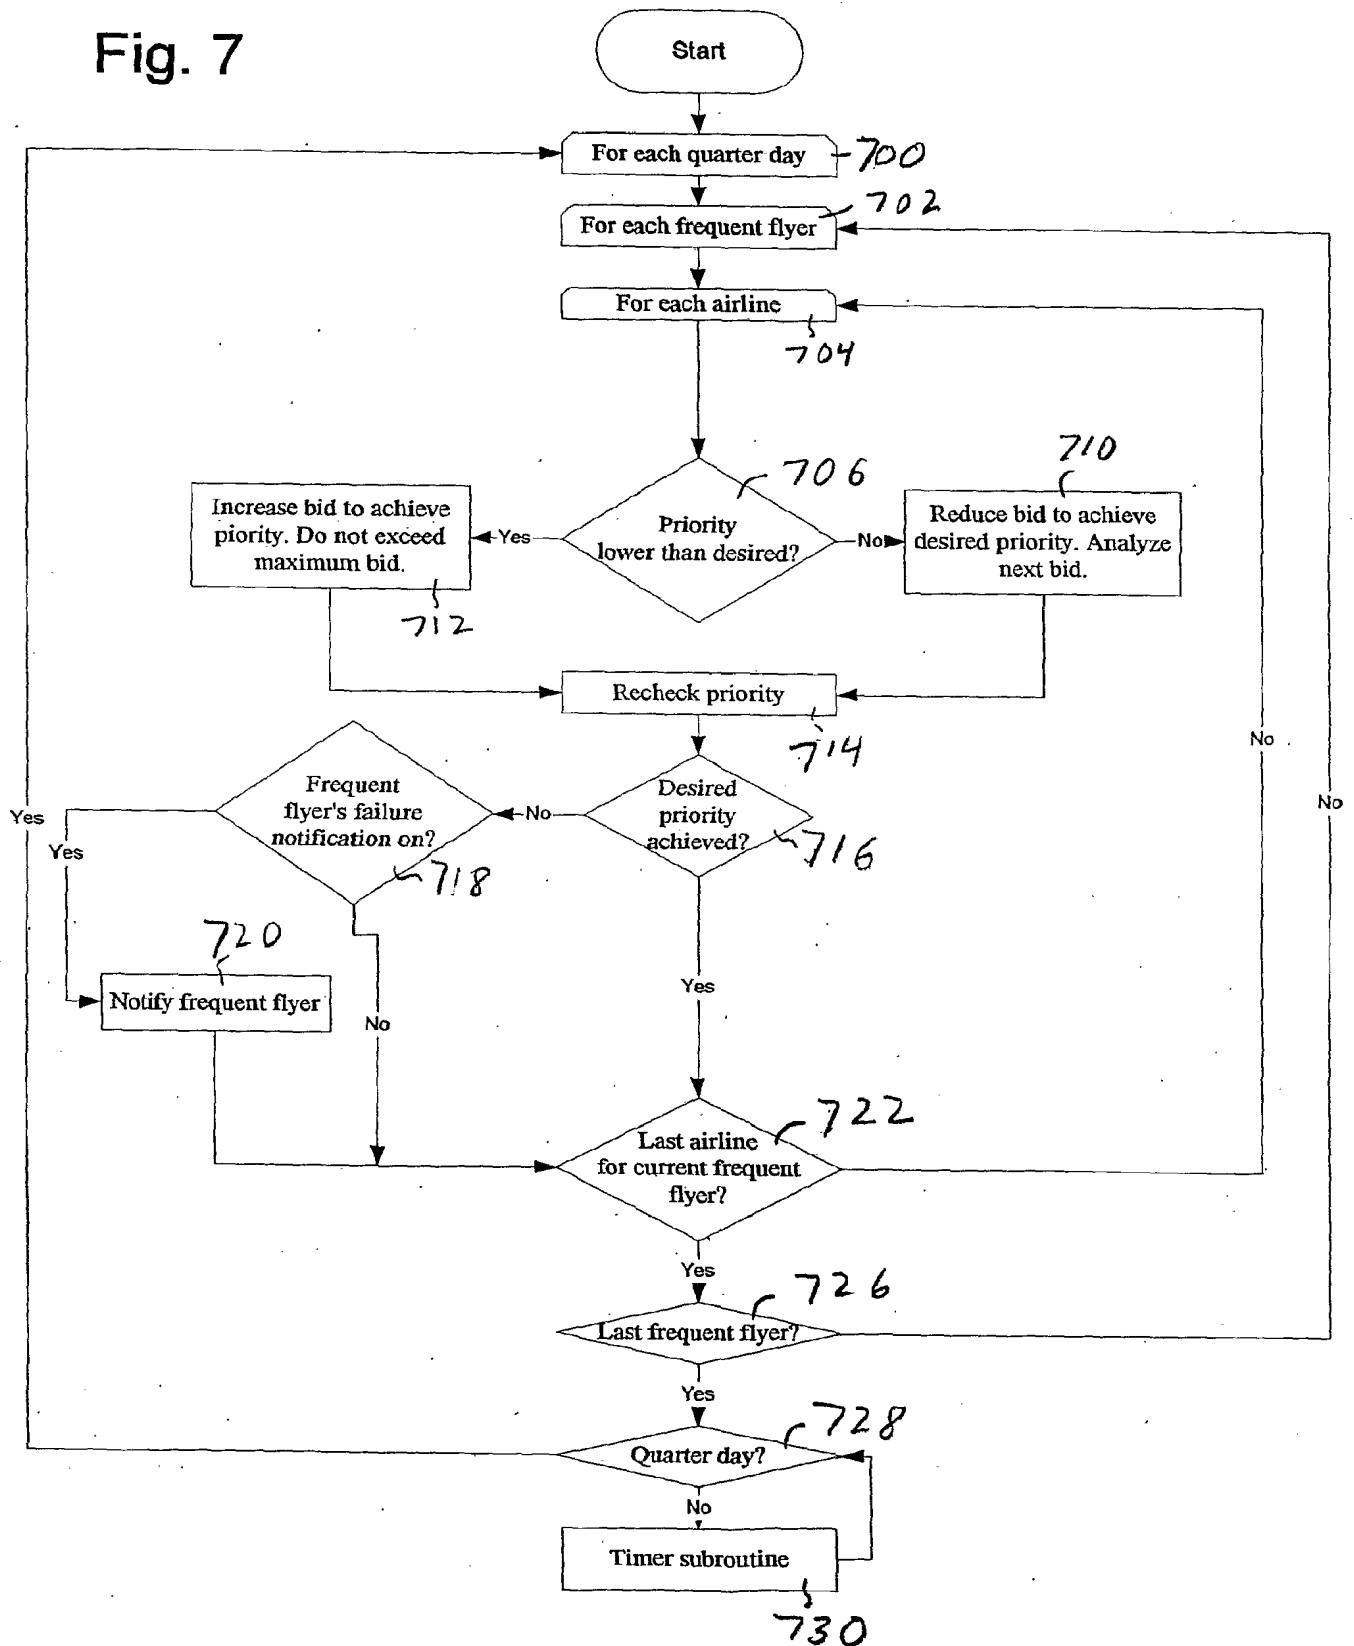 Fig. 7
Start
For each quarter day
700
702
For each frequent flyer
For each airline
704
706
710
Increase bid to achieve
piority. Do not exceed
maximum bid.
712
Yes
Priority
lower than desired?
No
Reduce bid to achieve
desired priority. Analyze
next bid.
Recheck priority
714
No
Frequent
flyer's failure
notification on?
718
No
Desired
priority
achieved?
716
No
Yes
Yes
720
Notify frequent flyer
No
Yes
722
Last airline
for current frequent
flyer?
Yes
726
Last frequent flyer?
Yes
728
Quarter day?
No
Timer subroutine
730